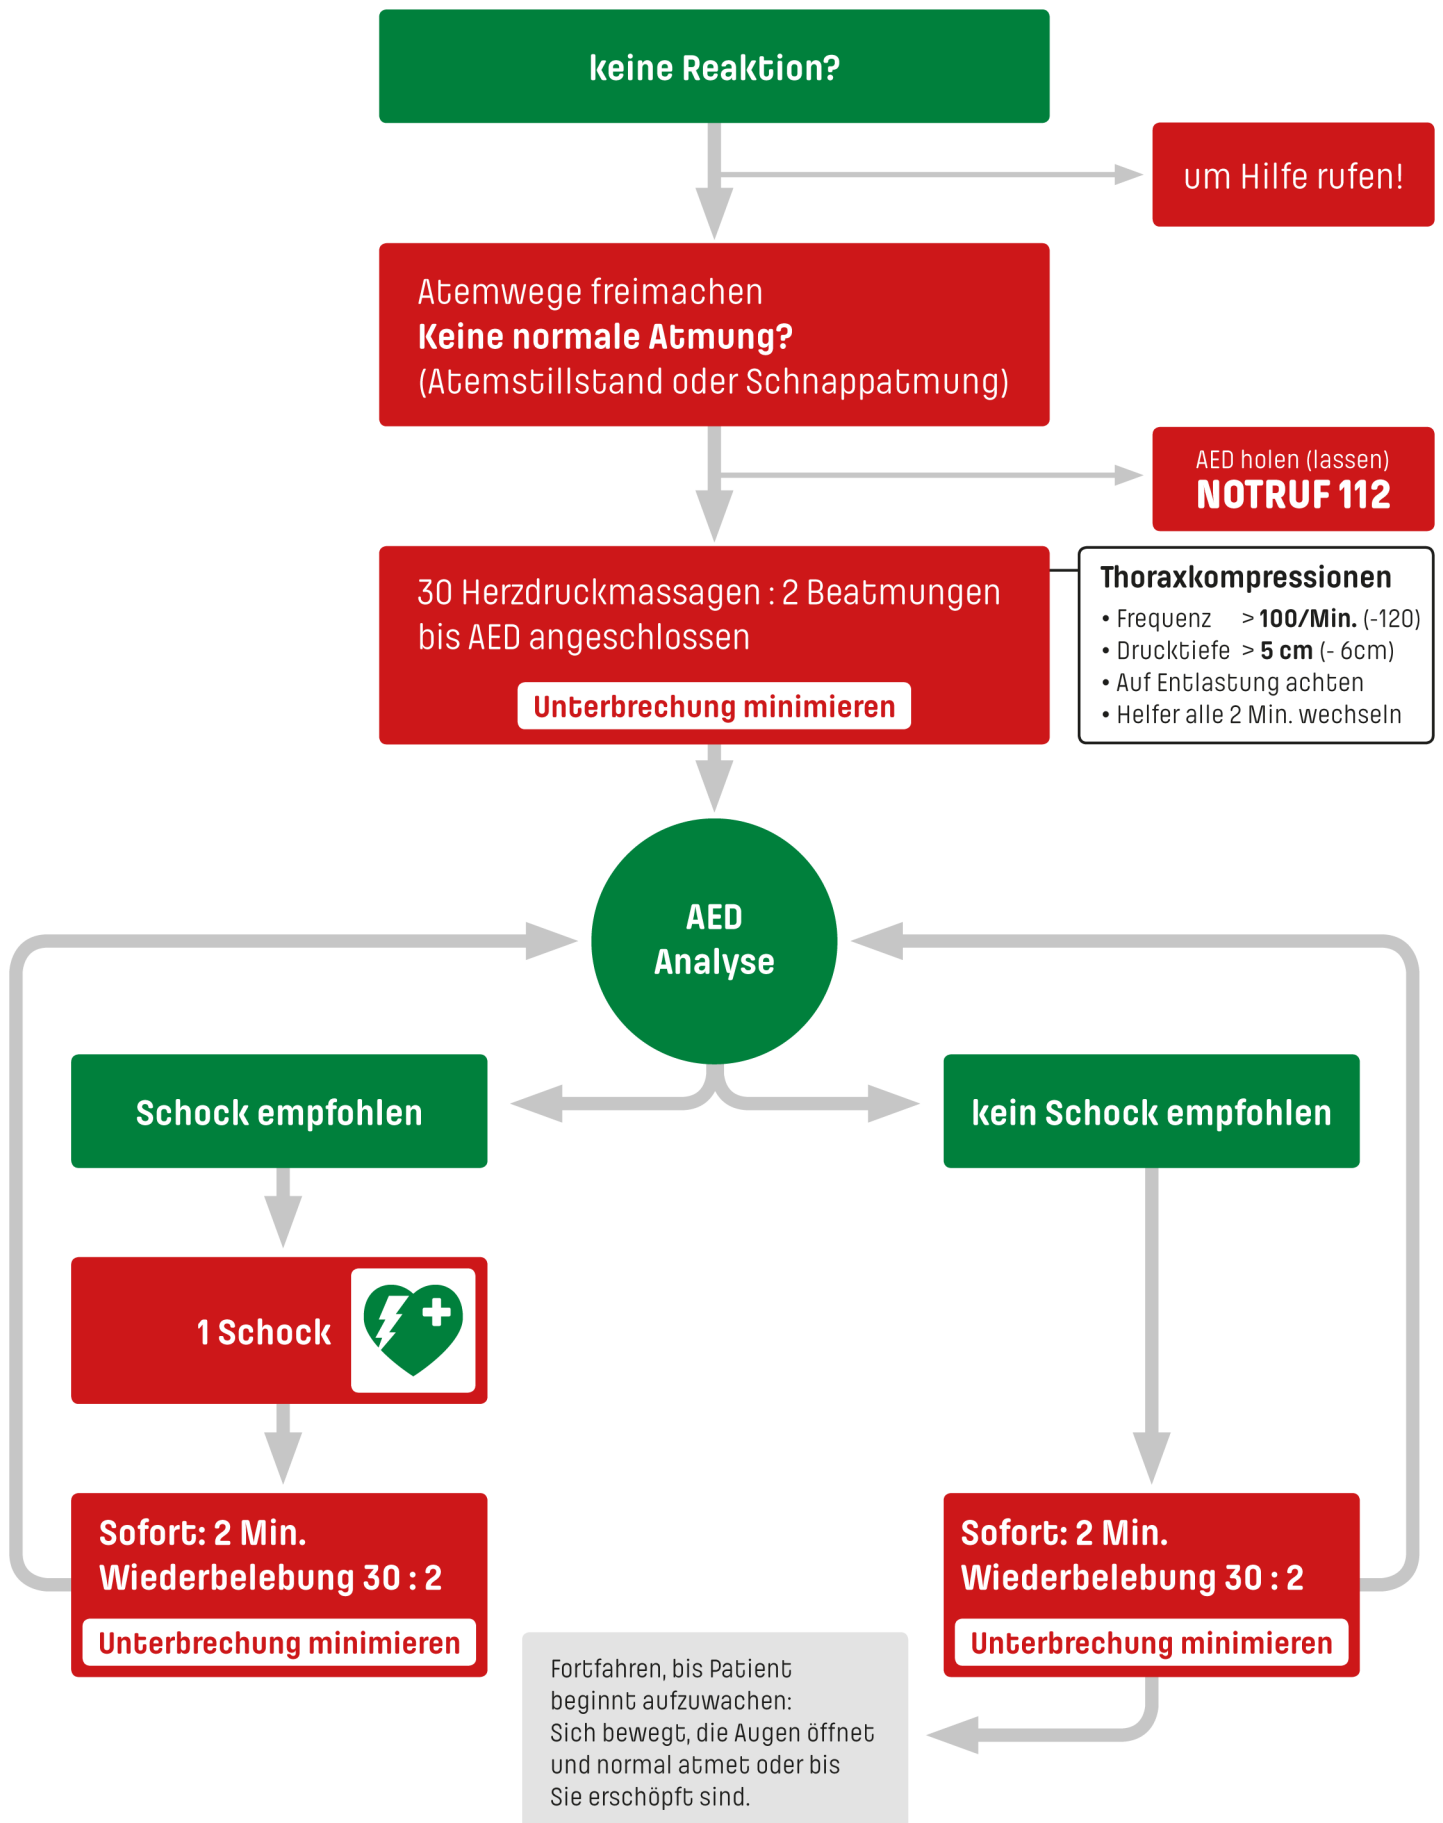 keine Reaktion?
um Hilfe rufen!
Atemwege freimachen
Keine normale Atmung?
(Atemstillstand oder Schnappatmung)
AED holen (lassen)
NOTRUF 112
30 Herzdruckmassagen : 2 Beatmungen
bis AED angeschlossen
Unterbrechung minimieren
Thoraxkompressionen
• Frequenz > 100/Min. (-120)
• Drucktiefe > 5 cm (- 6cm)
• Auf Entlastung achten
• Helfer alle 2 Min. wechseln
AED
Analyse
Schock empfohlen
kein Schock empfohlen
1 Schock
Sofort: 2 Min.
Wiederbelebung 30 : 2
Unterbrechung minimieren
Sofort: 2 Min.
Wiederbelebung 30 : 2
Unterbrechung minimieren
Fortfahren, bis Patient
beginnt aufzuwachen:
Sich bewegt, die Augen öffnet
und normal atmet oder bis
Sie erschöpft sind.